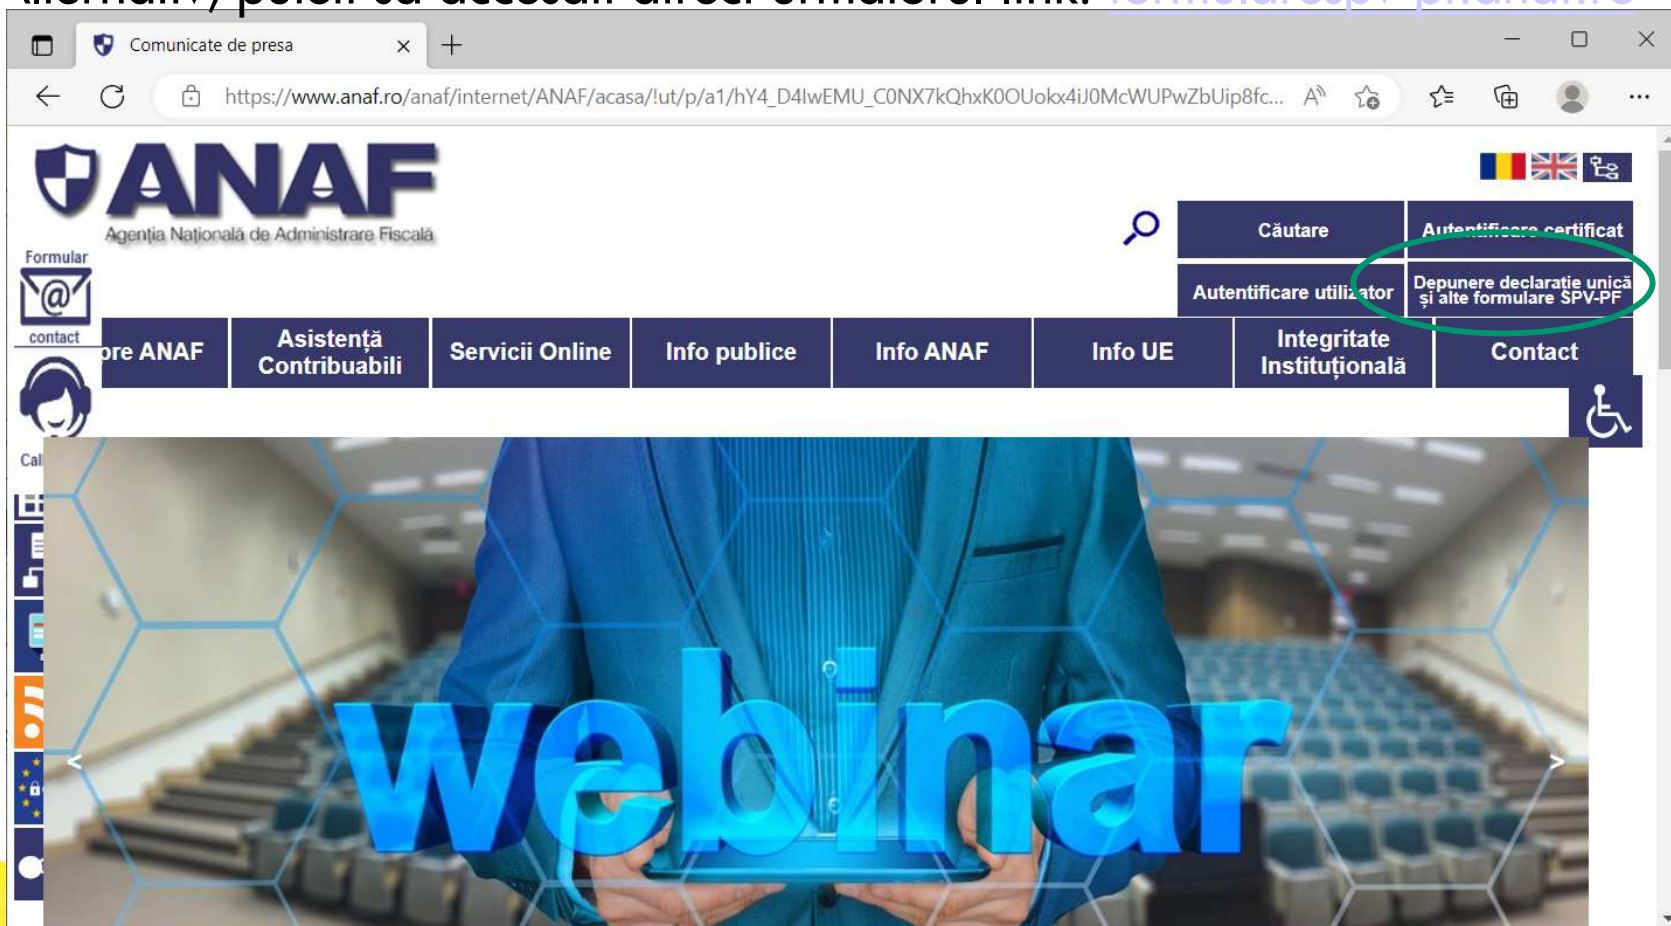 Comunicate de presa
https://www.anaf.ro/anaf/internet/ANAF/acasa/!ut/p/a1/hY4_D4lwEMU_C0NX7kQhxK0OUokx4iJ0McWUPwZbUip8fc...
ANAF
Agenția Națională de Administrare Fiscală
Căutare
Autentificare certificat
Autentificare utilizator
Depunere declarație unică
și alte formulare SPV-PF
Formular
contact
ANAF
Asistență
Contribuabili
Servicii Online
Info publice
Info ANAF
Info UE
Integritate
Instituțională
Contact
webinar